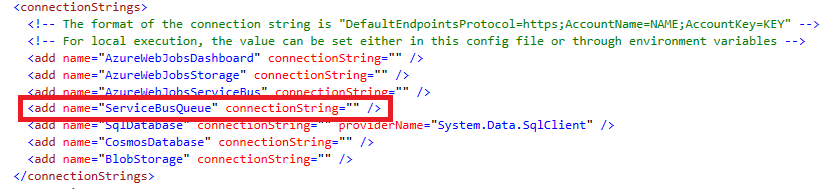 <connectionStrings>
<!-- The format of the connection string is "DefaultEndpointsProtocol=https;AccountName=NAME;AccountKey=KEY" -->
<!-- For local execution, the value can be set either in this config file or through environment variables -->
<add name="AzureWebJobsDashboard" connectionString="" />
<add name="AzureWebJobsStorage" connectionString="" />
<add name="AzureWebJobsServiceBus" connectionString="" />
<add name="ServiceBusQueue" connectionString="" />
<add name="SqlDatabase" connectionString="" providerName="System.Data.SqlClient" />
<add name="CosmosDatabase" connectionString="" />
<add name="BlobStorage" connectionString="" />
</connectionStrings>